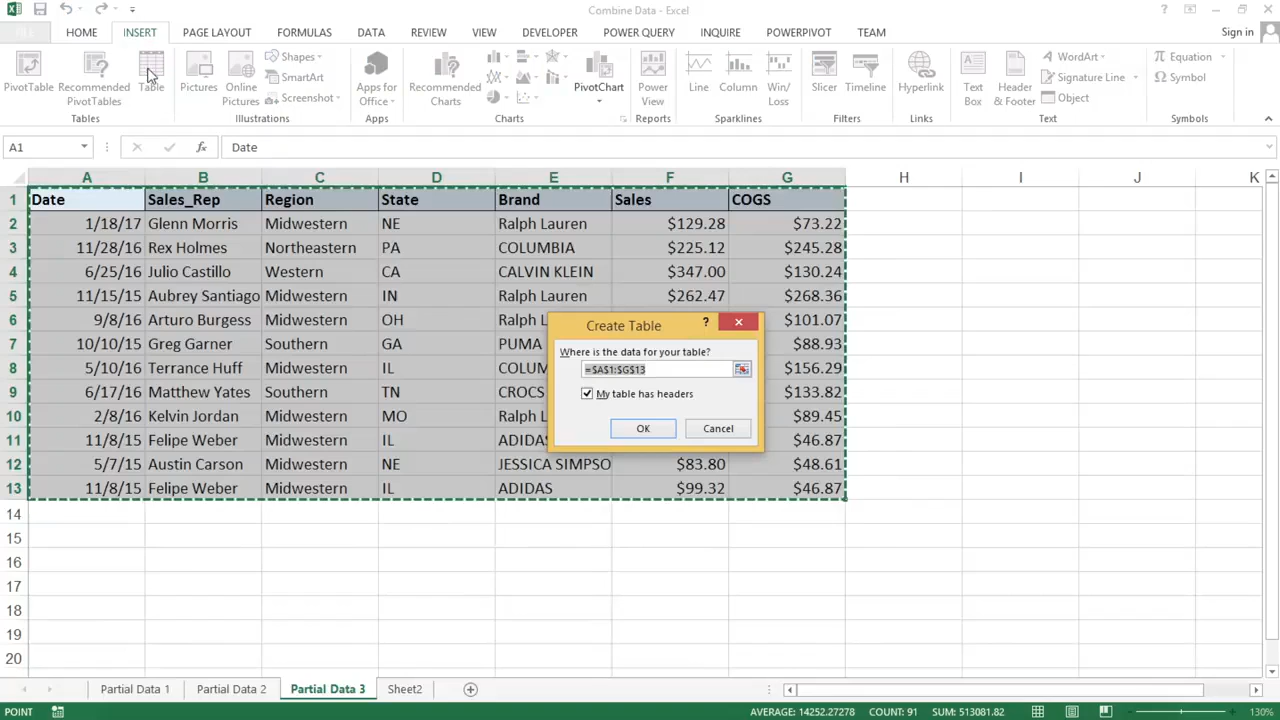 Combine Data - Excel
? Sign in
FILE HOME INSERT PAGE LAYOUT FORMULAS DATA REVIEW VIEW DEVELOPER POWER QUERY INQUIRE POWERPIVOT TEAM
PivotTable Recommended PivotTables Table
Tables
Pictures Online Pictures Shapes SmartArt Screenshot
Illustrations
Apps for Office
Apps
Recommended Charts PivotChart
Charts
Power View
Reports
Line Column Win/ Loss
Sparklines
Slicer Timeline
Filters
Hyperlink
Links
Text Box Header & Footer WordArt Signature Line Object
Text
Equation Symbol
Symbols
A1 fx Date
A B C D E F G H I J K
1 Date Sales_Rep Region State Brand Sales COGS
2 1/18/17 Glenn Morris Midwestern NE Ralph Lauren $129.28 $73.22
3 11/28/16 Rex Holmes Northeastern PA COLUMBIA $225.12 $245.28
4 6/25/16 Julio Castillo Western CA CALVIN KLEIN $347.00 $130.24
5 11/15/15 Aubrey Santiago Midwestern IN Ralph Lauren $262.47 $268.36
6 9/8/16 Arturo Burgess Midwestern OH Ralph L $101.07
7 10/10/15 Greg Garner Southern GA PUMA $88.93
8 5/10/16 Terrance Huff Midwestern IL COLUM $156.29
9 6/17/16 Matthew Yates Southern TN CROCS $133.82
10 2/8/16 Kelvin Jordan Midwestern MO Ralph L $89.45
11 11/8/15 Felipe Weber Midwestern IL ADIDA $46.87
12 5/7/15 Austin Carson Midwestern NE JESSICA SIMPSO $83.80 $48.61
13 11/8/15 Felipe Weber Midwestern IL ADIDAS $99.32 $46.87
14
15
16
17
18
19
20
Create Table ?
Where is the data for your table?
=$A$1:$G$13
My table has headers
OK Cancel
Partial Data 1 Partial Data 2 Partial Data 3 Sheet2
POINT AVERAGE: 14252.27278 COUNT: 91 SUM: 513081.82 130%